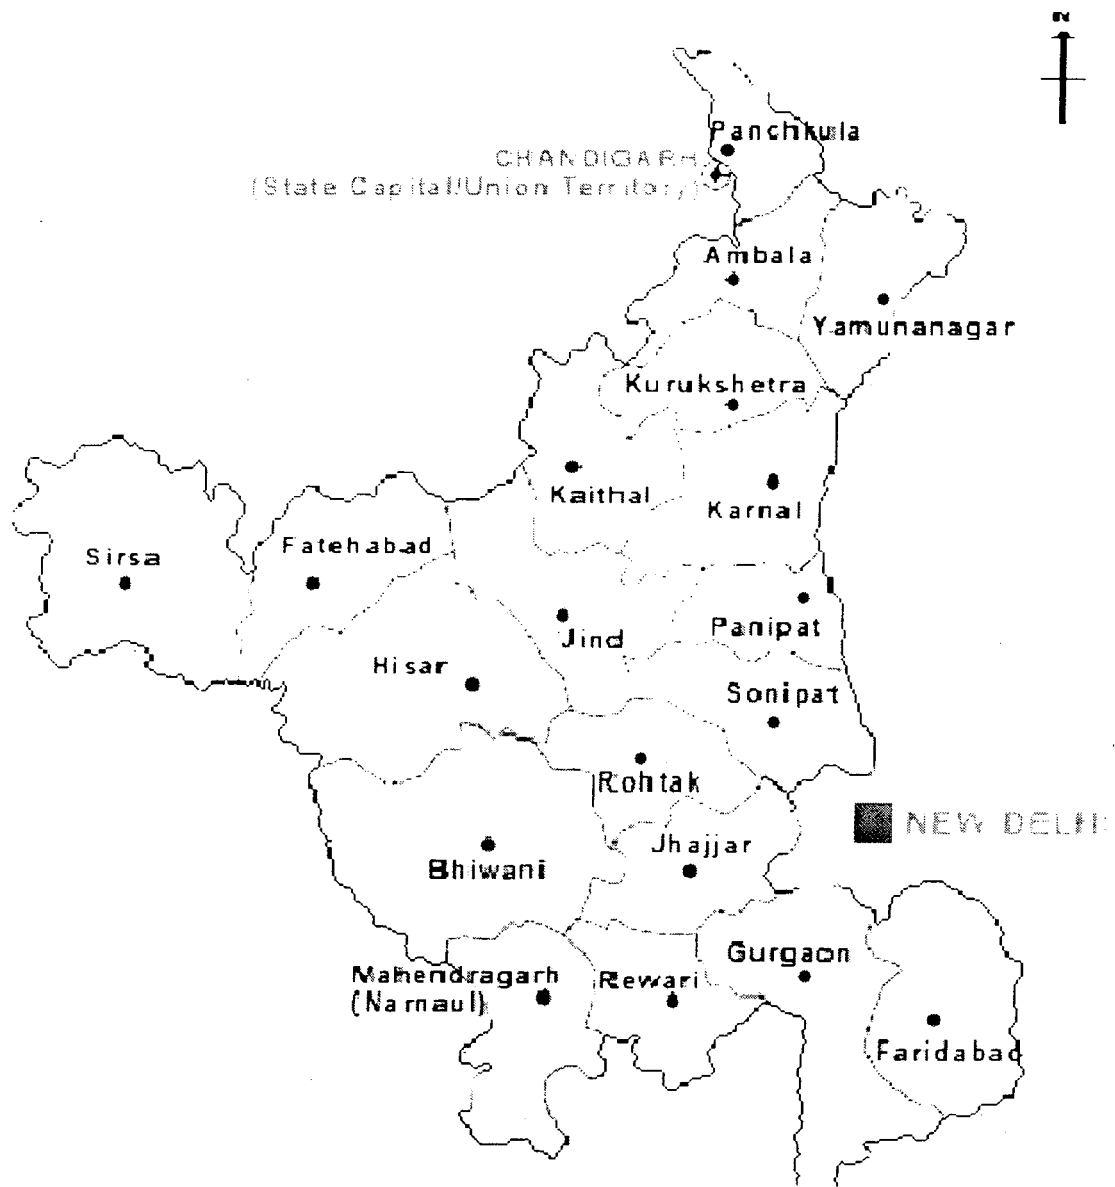 N
Panchkula
CHANDIGARH
(State Capital/Union Territory)
Ambala
Yamunanagar
Kurukshetra
Kaithal
Karnal
Fatehabad
Sirsa
Jind
Panipat
Hisar
Sonipat
Rohtak
NEW DELHI
Jhajjar
Bhiwani
Gurgaon
Mahendragarh
(Narnaul)
Rewari
Faridabad